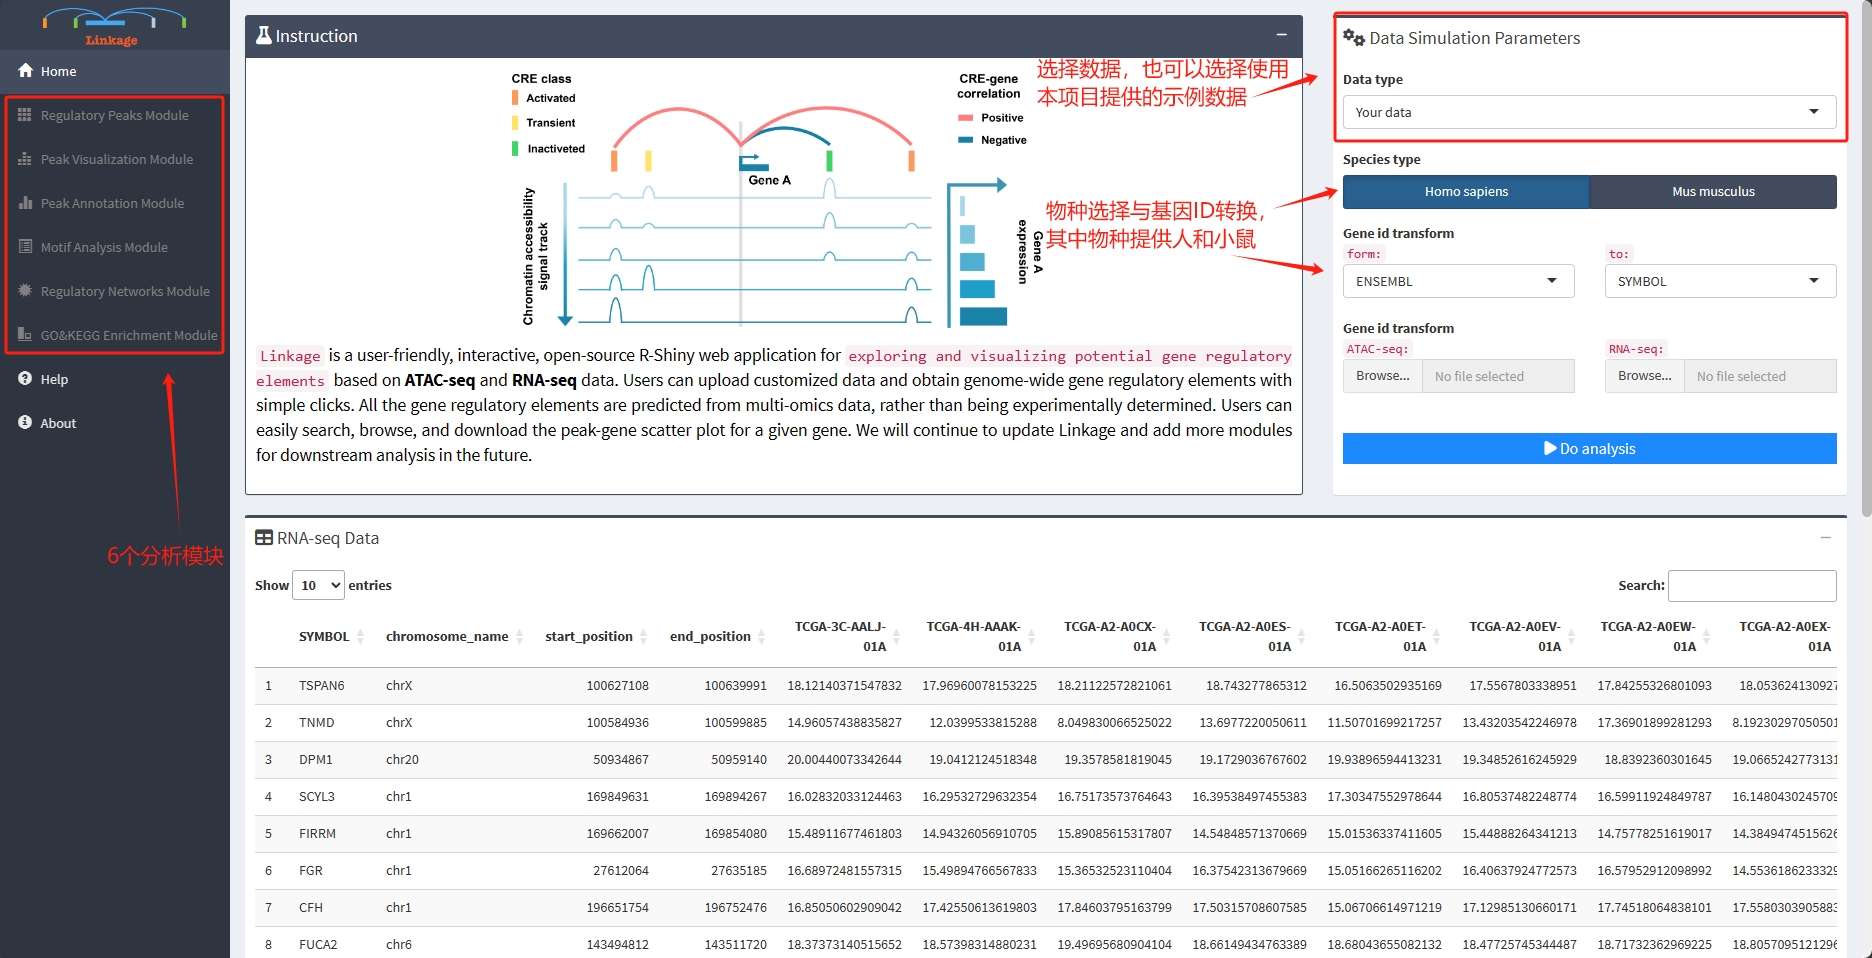 Linkage
Home
Regulatory Peaks Module
Peak Visualization Module
Peak Annotation Module
Motif Analysis Module
Regulatory Networks Module
GO&KEGG Enrichment Module
Help
About
6个分析模块
Instruction
CRE class
Activated
Transient
Inactiveted
CRE-gene
correlation
Positive
Negative
Gene A
Chromatin accessibility
signal track
Gene A
expression
选择数据，也可以选择使用
本项目提供的示例数据
物种选择与基因ID转换，
其中物种提供人和小鼠
Linkage is a user-friendly, interactive, open-source R-Shiny web application for exploring and visualizing potential gene regulatory
elements based on ATAC-seq and RNA-seq data. Users can upload customized data and obtain genome-wide gene regulatory elements with
simple clicks. All the gene regulatory elements are predicted from multi-omics data, rather than being experimentally determined. Users can
easily search, browse, and download the peak-gene scatter plot for a given gene. We will continue to update Linkage and add more modules
for downstream analysis in the future.
Data Simulation Parameters
Data type
Your data
Species type
Homo sapiens Mus musculus
Gene id transform
form: to:
ENSEMBL SYMBOL
Gene id transform
ATAC-seq: RNA-seq:
Browse... No file selected Browse... No file selected
Do analysis
RNA-seq Data
Show 10 entries Search:
SYMBOL chromosome_name start_position end_position TCGA-3C-AALJ-01A TCGA-4H-AAAK-01A TCGA-A2-A0CX-01A TCGA-A2-A0ES-01A TCGA-A2-A0ET-01A TCGA-A2-A0EV-01A TCGA-A2-A0EW-01A TCGA-A2-A0EX-01A
1 TSPAN6 chrX 100627108 100639991 18.12140371547832 17.96960078153225 18.21122572821061 18.743277865312 16.5063502935169 17.5567803338951 17.84255326801093 18.053624130927
2 TNMD chrX 100584936 100599885 14.96057438835827 12.0399533815288 8.049830066525022 13.6977220050611 11.50701699217257 13.43203542246978 17.36901899281293 8.19230297050501
3 DPM1 chr20 50934867 50959140 20.00440073342644 19.0412124518348 19.3578581819045 19.1729036767602 19.93896594413231 19.34852616245929 18.8392360301645 19.0665242773131
4 SCYL3 chr1 169849631 169894267 16.02832033124463 16.29532729632354 16.75173573764643 16.39538497455383 17.30347552978644 16.80537482248774 16.59911924849787 16.1480430245709
5 FIRRM chr1 169662007 169854080 15.48911677461803 14.94326056910705 15.89085615317807 14.54848571370669 15.01536337411605 15.44888264341213 14.75778251619017 14.3849474515626
6 FGR chr1 27612064 27635185 16.68972481557315 15.49894766567833 15.36532523110404 16.37542313679669 15.05166265116202 16.40637924772573 16.57952912098992 14.5536186233329
7 CFH chr1 196651754 196752476 16.85050602909042 17.42550613619803 17.84603795163799 17.50315708607585 15.06706614971219 17.12985130660171 17.74518064838101 17.5580303905883
8 FUCA2 chr6 143494812 143511720 18.37373140515652 18.57398314880231 19.49695680904104 18.66149434763389 18.68043655082132 18.47725745344487 18.71732362969225 18.8057095121296